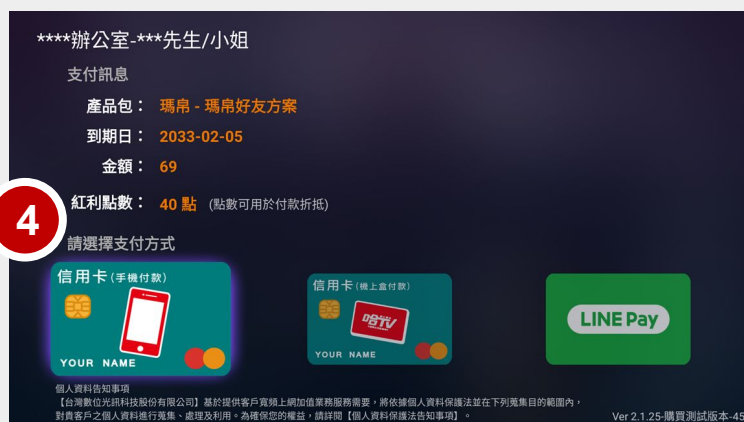 ****辦公室-***先生/小姐
支付訊息
產品包： 瑪帛 - 瑪帛好友方案
到期日： 2033-02-05
金額： 69
紅利點數： 40 點 (點數可用於付款折抵)
4
請選擇支付方式
信用卡(手機付款)
YOUR NAME
信用卡(機上盒付款)
哈TV
YOUR NAME
LINE Pay
個人資料告知事項
【台灣數位光訊科技股份有限公司】基於提供客戶寬頻上網加值業務服務需要，將依據個人資料保護法並在下列蒐集目的範圍內，
對貴客戶之個人資料進行蒐集、處理及利用。為確保您的權益，請詳閱【個人資料保護法告知事項】。
Ver 2.1.25-購買測試版本-45